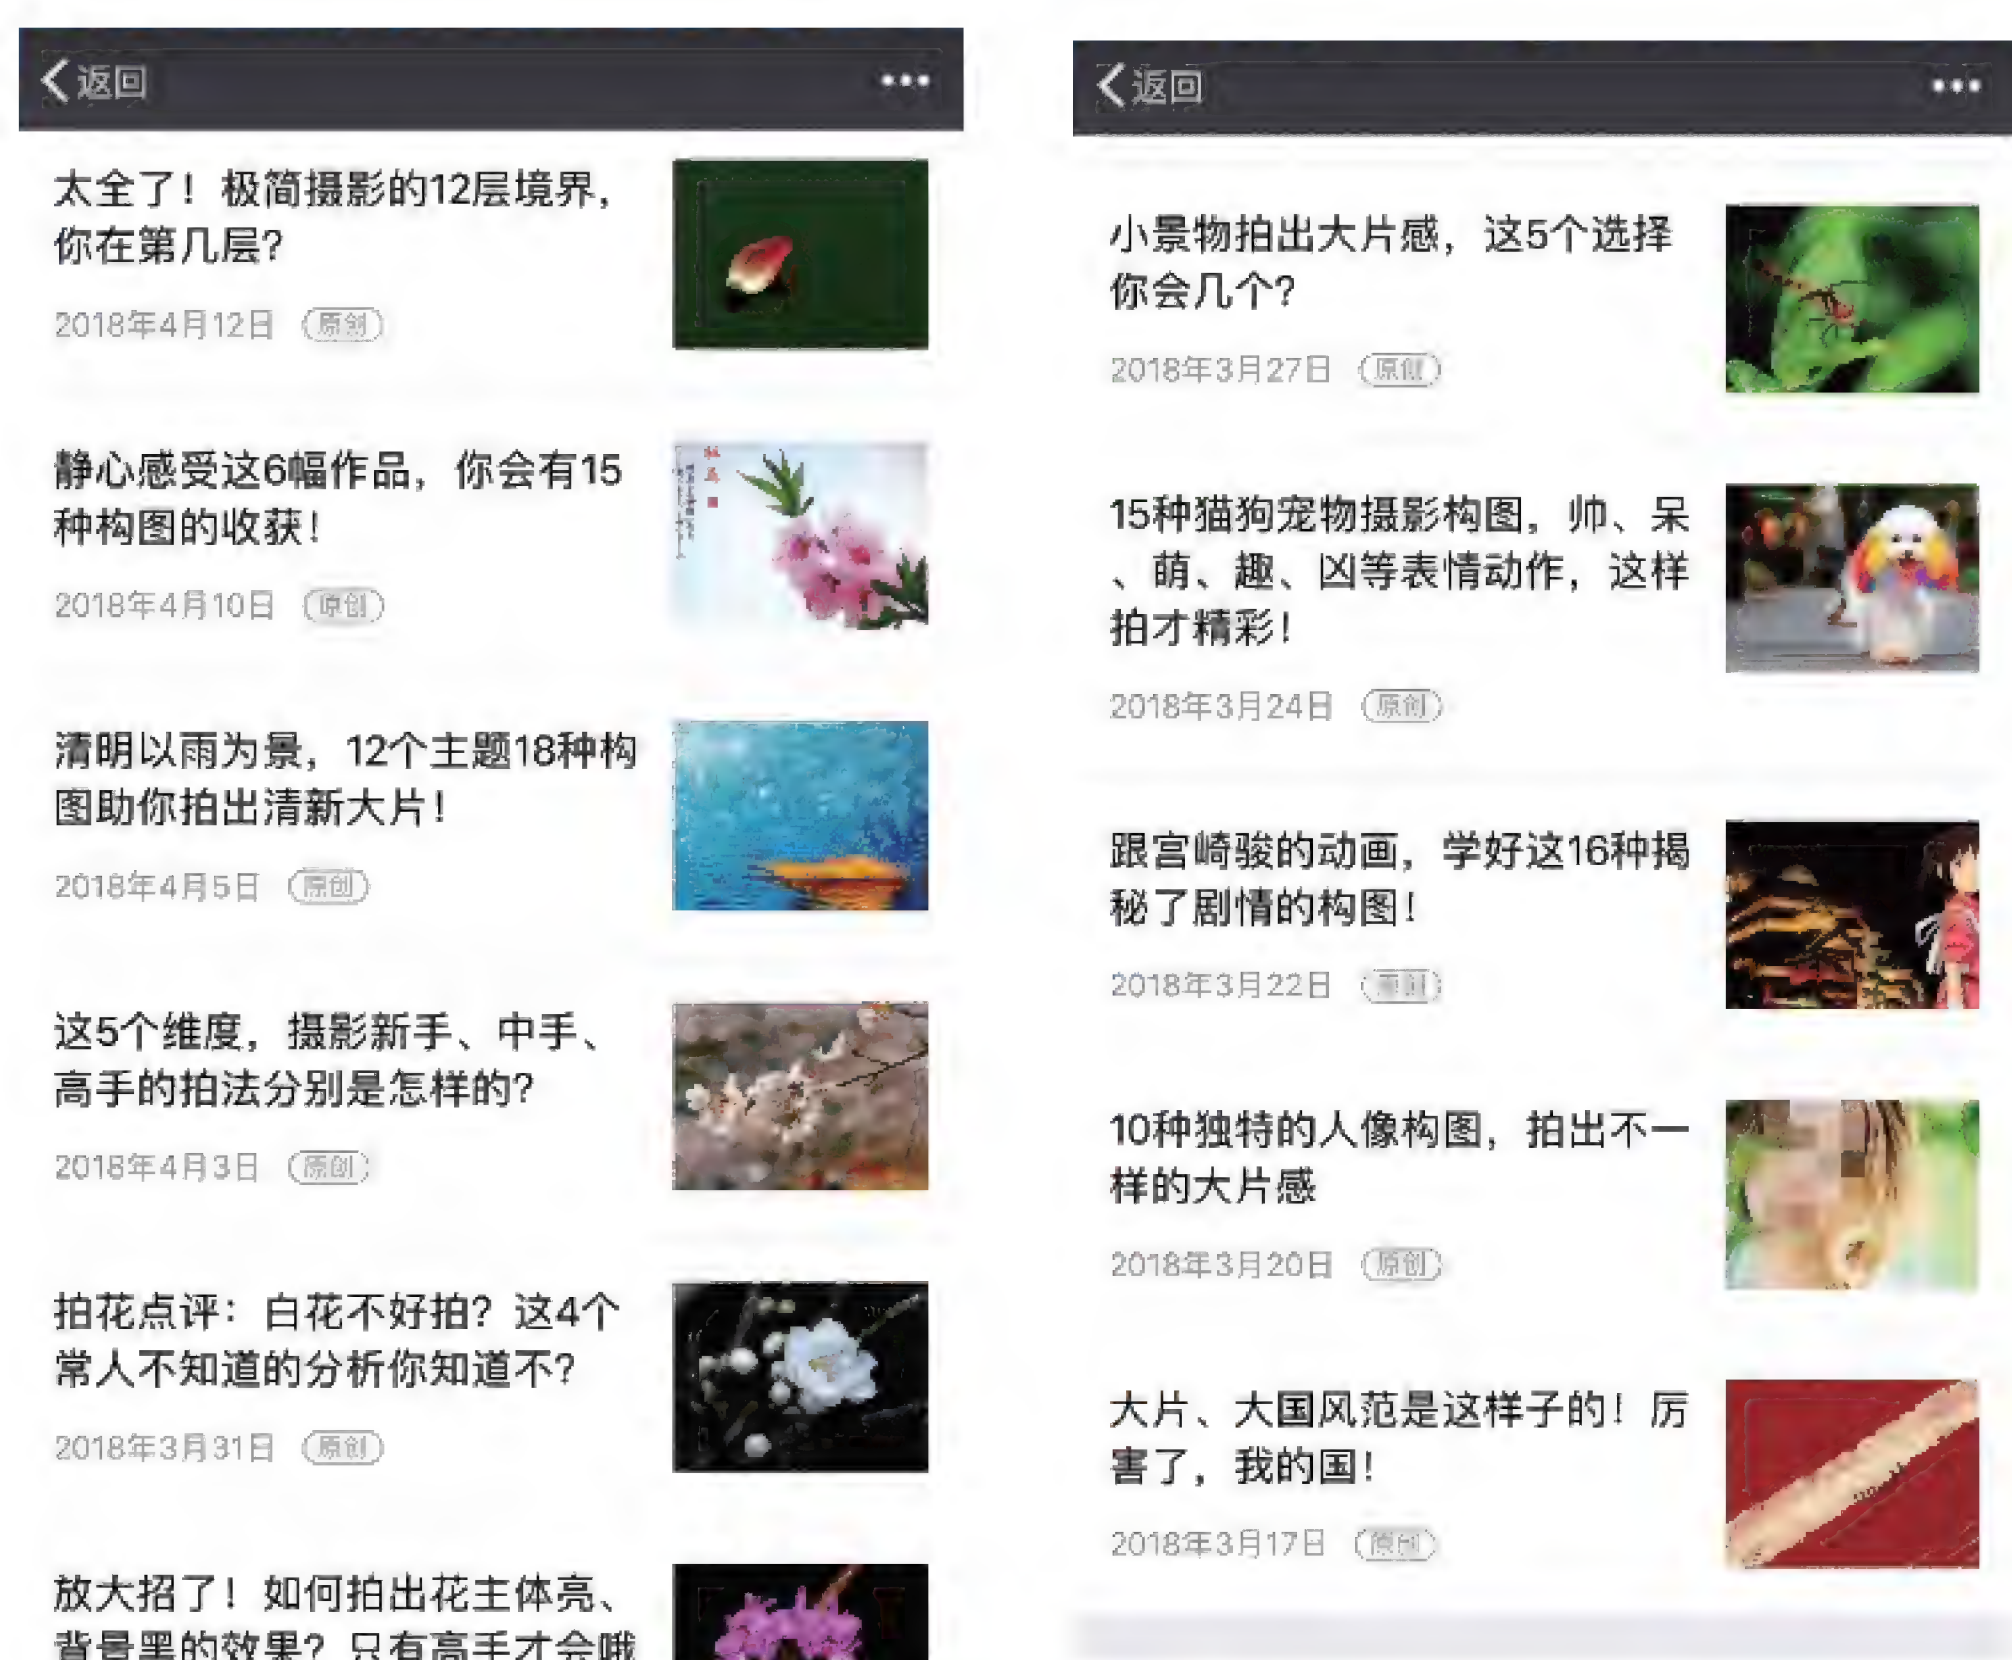 返回
太全了！极简摄影的12层境界，
你在第几层？
2018年4月12日 原创
静心感受这6幅作品，你会有15
种构图的收获！
2018年4月10日 原创
清明以雨为景，12个主题18种构
图助你拍出清新大片！
2018年4月5日 原创
这5个维度，摄影新手、中手、
高手的拍法分别是怎样的？
2018年4月3日 原创
拍花点评：白花不好拍？这4个
常人不知道的分析你知道不？
2018年3月31日 原创
放大招了！如何拍出花主体亮、
背景黑的效果？只有高手才会哦
返回
小景物拍出大片感，这5个选择
你会几个？
2018年3月27日 原创
15种猫狗宠物摄影构图，帅、呆
、萌、趣、凶等表情动作，这样
拍才精彩！
2018年3月24日 原创
跟宫崎骏的动画，学好这16种揭
秘了剧情的构图！
2018年3月22日 原创
10种独特的人像构图，拍出不一
样的大片感
2018年3月20日 原创
大片、大国风范是这样子的！厉
害了，我的国！
2018年3月17日 原创